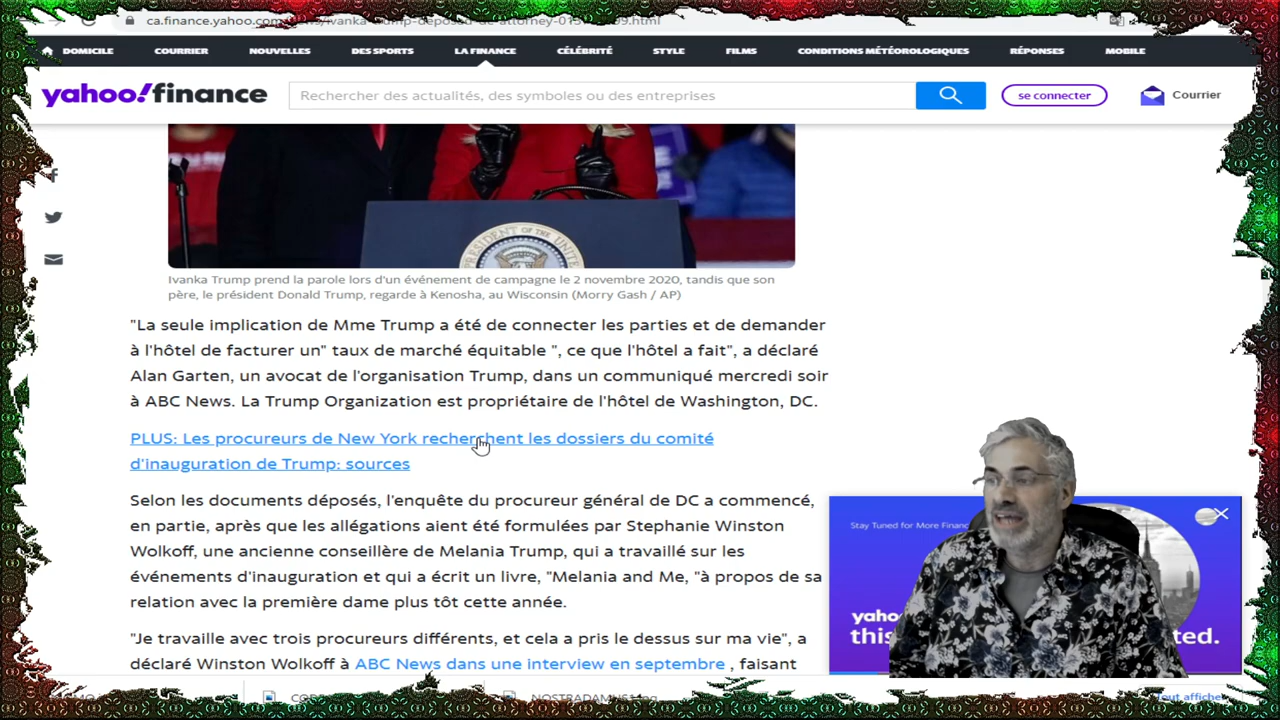 ca.finance.yahoo.com
DOMICILE COURRIER NOUVELLES DES SPORTS LA FINANCE CÉLÉBRITÉ STYLE FILMS CONDITIONS MÉTÉOROLOGIQUES RÉPONSES MOBILE
yahoo!finance Rechercher des actualités, des symboles ou des entreprises se connecter Courrier
PRESIDENT OF THE
Ivanka Trump prend la parole lors d'un événement de campagne le 2 novembre 2020, tandis que son
père, le président Donald Trump, regarde à Kenosha, au Wisconsin (Morry Gash / AP)
"La seule implication de Mme Trump a été de connecter les parties et de demander
à l'hôtel de facturer un" taux de marché équitable ", ce que l'hôtel a fait", a déclaré
Alan Garten, un avocat de l'organisation Trump, dans un communiqué mercredi soir
à ABC News. La Trump Organization est propriétaire de l'hôtel de Washington, DC.
PLUS: Les procureurs de New York recherchent les dossiers du comité
d'inauguration de Trump: sources
Selon les documents déposés, l'enquête du procureur général de DC a commencé,
en partie, après que les allégations aient été formulées par Stephanie Winston
Wolkoff, une ancienne conseillère de Melania Trump, qui a travaillé sur les
événements d'inauguration et qui a écrit un livre, "Melania and Me, "à propos de sa
relation avec la première dame plus tôt cette année.
"Je travaille avec trois procureurs différents, et cela a pris le dessus sur ma vie", a
déclaré Winston Wolkoff à ABC News dans une interview en septembre , faisant
Stay Tuned for More